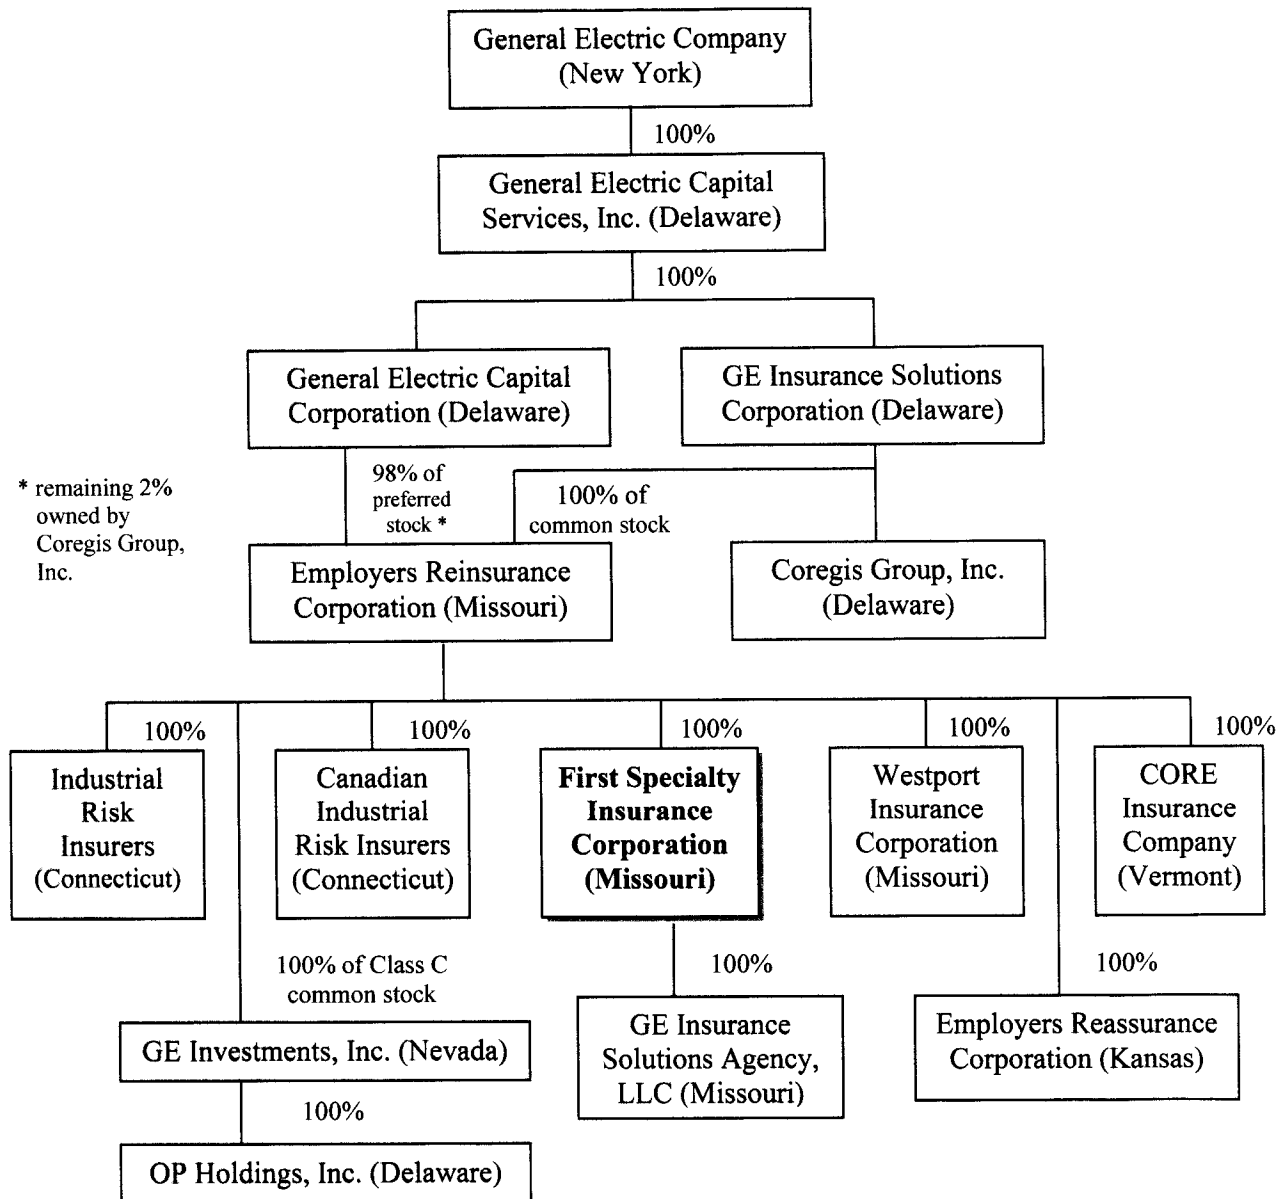 General Electric Company
(New York)
100%
General Electric Capital
Services, Inc. (Delaware)
100%
General Electric Capital
Corporation (Delaware)
GE Insurance Solutions
Corporation (Delaware)
* remaining 2%
owned by
Coregis Group,
Inc.
98% of
preferred
stock *
100% of
common stock
Employers Reinsurance
Corporation (Missouri)
Coregis Group, Inc.
(Delaware)
100%
Industrial
Risk
Insurers
(Connecticut)
100%
Canadian
Industrial
Risk Insurers
(Connecticut)
100%
First Specialty
Insurance
Corporation
(Missouri)
100%
Westport
Insurance
Corporation
(Missouri)
100%
CORE
Insurance
Company
(Vermont)
100% of Class C
common stock
GE Investments, Inc. (Nevada)
100%
OP Holdings, Inc. (Delaware)
100%
GE Insurance
Solutions Agency,
LLC (Missouri)
100%
Employers Reassurance
Corporation (Kansas)